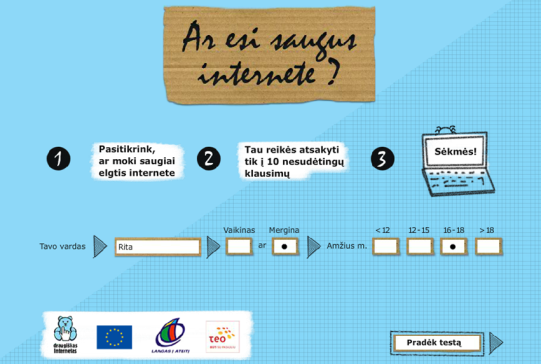 Ar esi saugus
internete ?
1
Pasitikrink,
ar moki saugiai
elgtis internete
2
Tau reikės atsakyti
tik į 10 nesudėtingų
klausimų
3
Sėkmės!
Tavo vardas
Rita
Vaikinas
ar
Mergina
Amžius m.
<12
12-15
16-18
>18
draugiškas
internetas
LANGAS Į ATEITĮ
teo
Pradėk testą